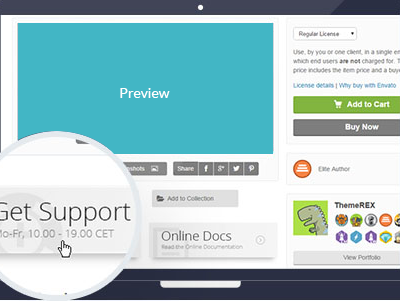 Regular License
Use, by you or one client, in a single en
which end users are not charged for. T
price includes the item price and a buye
License details | Why buy with Envato
Preview
Add to Cart
Buy Now
Share
Elite Author
Add to Collection
Get Support
Mo-Fr, 10.00 - 19.00 CET
Online Docs
Read the Online Documentation
ThemeREX
View Portfolio